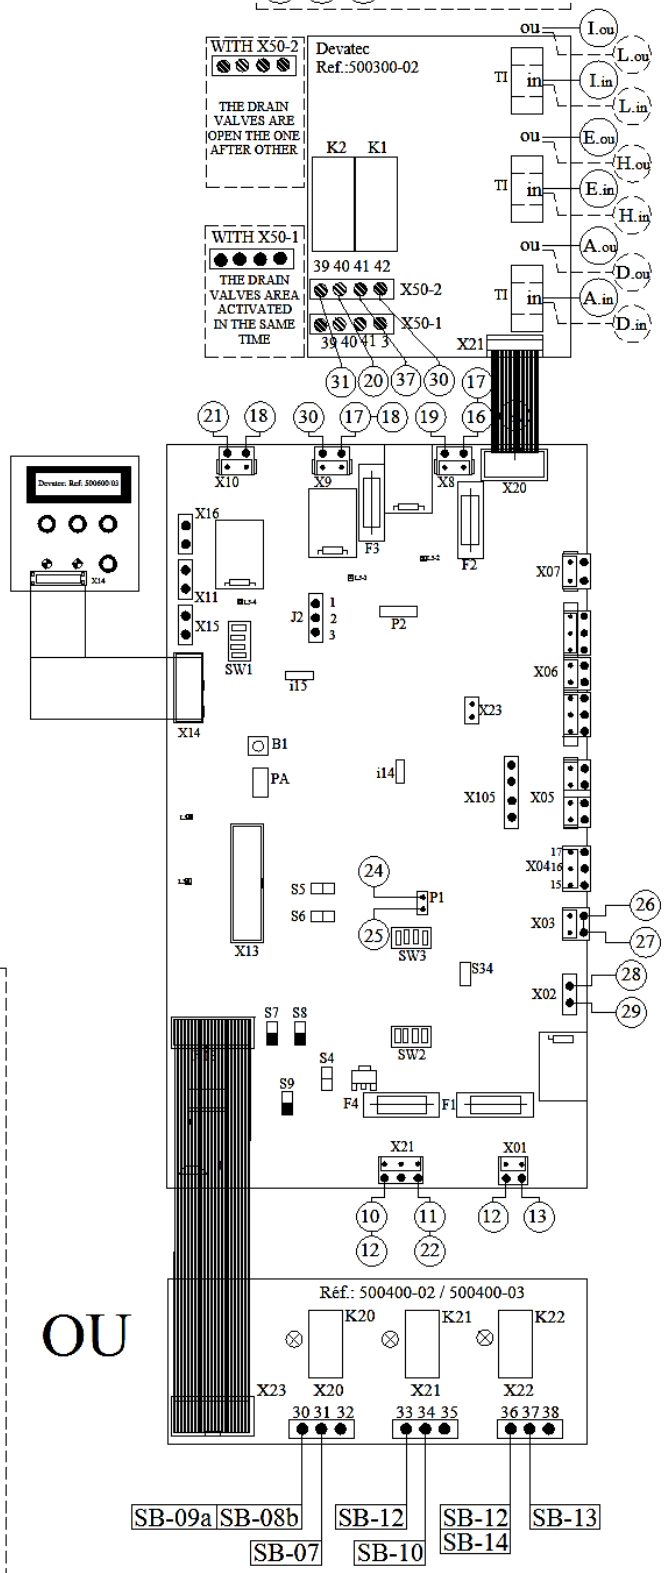 ou I.ou
L.ou
WITH X50-2
Devatec
Ref.:500300-02
TI in I.in
L.in
THE DRAIN
VALVES ARE
OPEN THE ONE
AFTER OTHER
ou E.ou
H.ou
K2 K1
TI in E.in
H.in
WITH X50-1
ou A.ou
D.ou
39 40 41 42
THE DRAIN
VALVES AREA
ACTIVATED
IN THE SAME
TIME
X50-2
TI in A.in
D.in
X50-1
39 40 41 3
X21
31 20 37 30 17
21 18 30 17 18 19 16
X10 X9 X8 X20
Devatec Ref: 500600/03
X14
X16
F3 F2
X07
X11
J2 1
2
3
P2
X15
SW1
X06
i15
X23
X14
B1
PA
i14
X105 X05
17
X04 16
15
24
S5
P1
S6
25
26
X03
27
X13
SW3
S34
28
X02
29
S7 S8
SW2
S4
S9
F4 F1
X21 X01
10 11 12 13
12 22
Réf.: 500400-02 / 500400-03
OU
K20 K21 K22
X23 X20 X21 X22
30 31 32 33 34 35 36 37 38
SB-09a SB-08b SB-12 SB-12 SB-13
SB-14
SB-07 SB-10